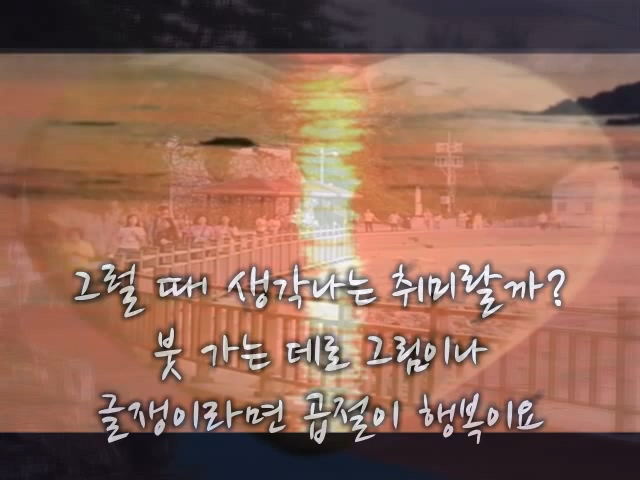 그럴 때 생각나는 취미랄까?
붓 가는 데로 그림이나
글쟁이라면 곱절이 행복이요